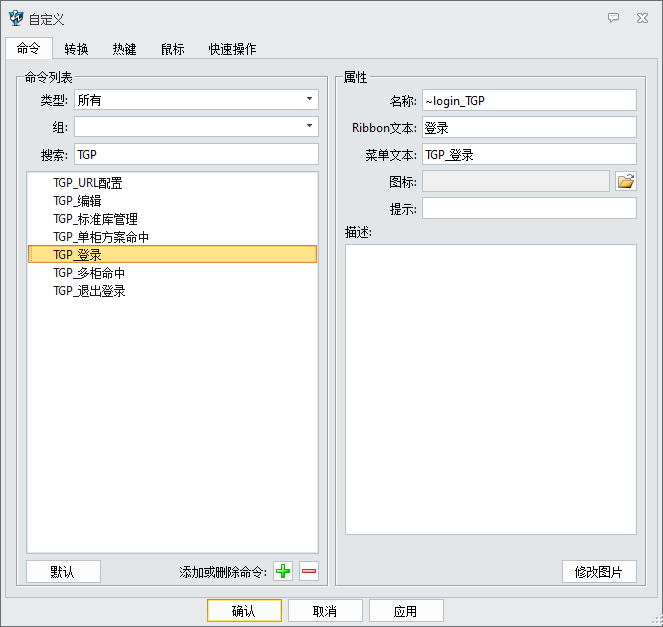 自定义
命令 转换 热键 鼠标 快速操作
命令列表
类型: 所有
组:
搜索: TGP
TGP_URL配置
TGP_编辑
TGP_标准库管理
TGP_单柜方案命中
TGP_登录
TGP_多柜命中
TGP_退出登录
默认 添加或删除命令:
属性
名称: ~login_TGP
Ribbon文本: 登录
菜单文本: TGP_登录
图标:
提示:
描述:
修改图片
确认 取消 应用